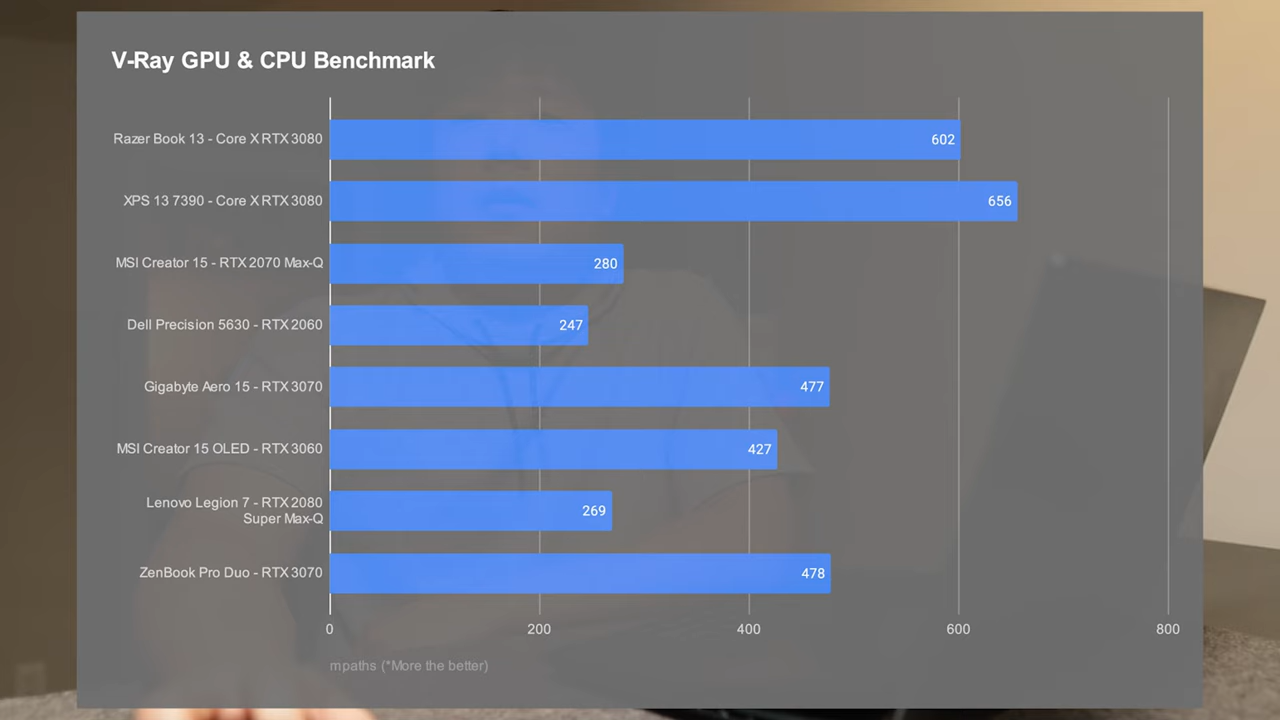 V-Ray GPU & CPU Benchmark
Razer Book 13 - Core X RTX 3080
602
XPS 13 7390 - Core X RTX 3080
656
MSI Creator 15 - RTX 2070 Max-Q
280
Dell Precision 5630 - RTX 2060
247
Gigabyte Aero 15 - RTX 3070
477
MSI Creator 15 OLED - RTX 3060
427
Lenovo Legion 7 - RTX 2080
Super Max-Q
269
ZenBook Pro Duo - RTX 3070
478
0
200
400
600
800
mpaths (*More the better)